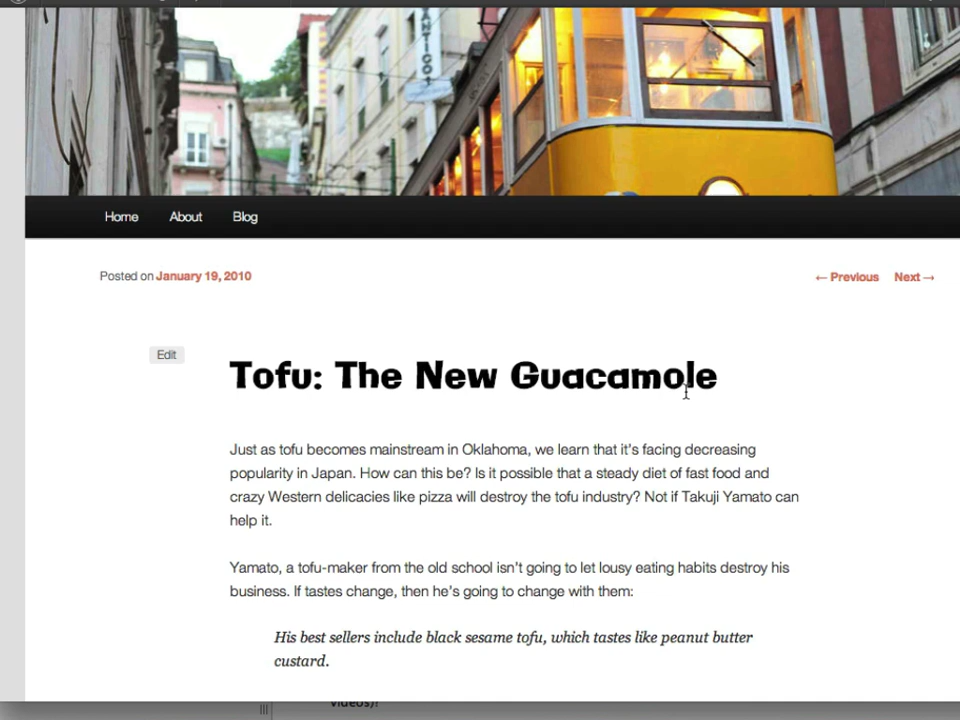 ANTIGO
Home About Blog
Posted on January 19, 2010
← Previous Next →
Edit
Tofu: The New Guacamole
Just as tofu becomes mainstream in Oklahoma, we learn that it's facing decreasing
popularity in Japan. How can this be? Is it possible that a steady diet of fast food and
crazy Western delicacies like pizza will destroy the tofu industry? Not if Takuji Yamato can
help it.
Yamato, a tofu-maker from the old school isn't going to let lousy eating habits destroy his
business. If tastes change, then he's going to change with them:
His best sellers include black sesame tofu, which tastes like peanut butter
custard.
videos)!